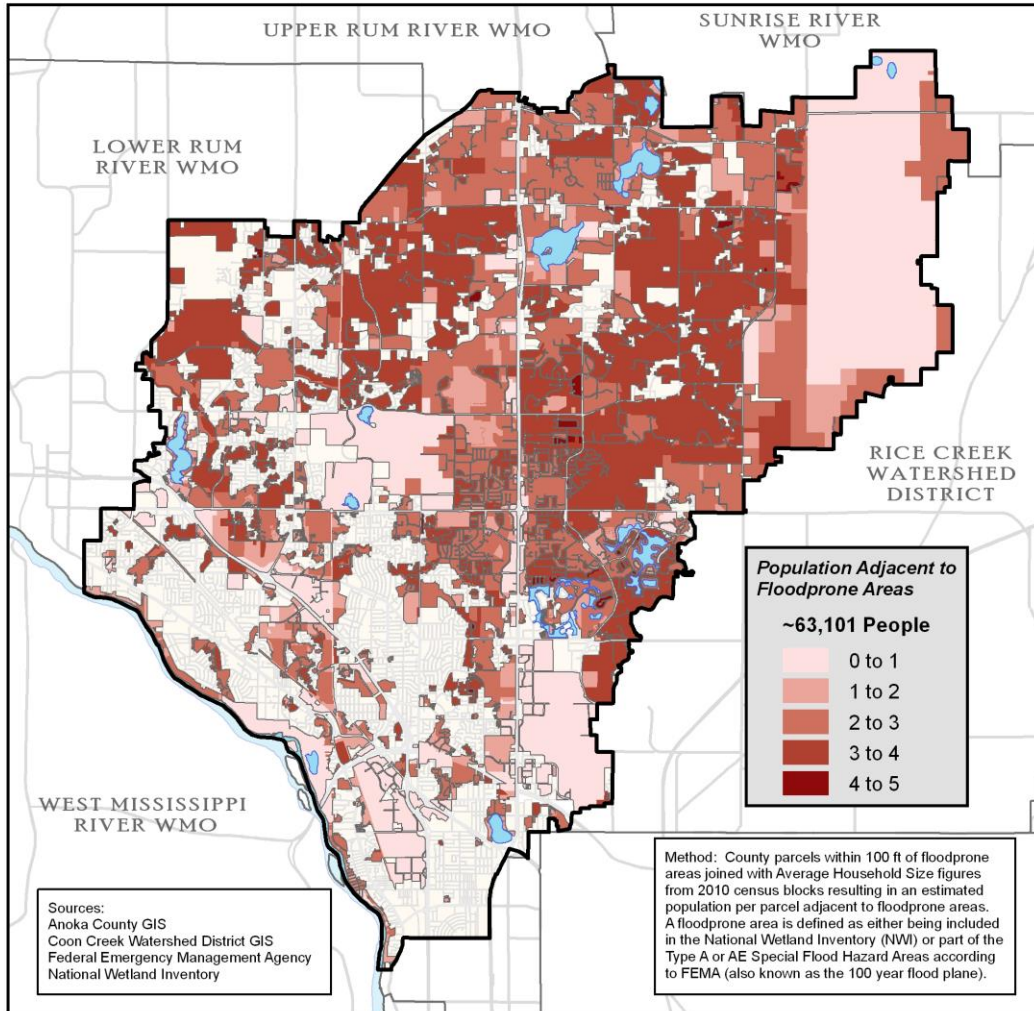 UPPER RUM RIVER WMO
SUNRISE RIVER
WMO
LOWER RUM
RIVER WMO
RICE CREEK
WATERSHED
DISTRICT
Population Adjacent to
Floodprone Areas
~63,101 People
0 to 1
1 to 2
2 to 3
3 to 4
4 to 5
WEST MISSISSIPPI
RIVER WMO
Sources:
Anoka County GIS
Coon Creek Watershed District GIS
Federal Emergency Management Agency
National Wetland Inventory
Method: County parcels within 100 ft of floodprone
areas joined with Average Household Size figures
from 2010 census blocks resulting in an estimated
population per parcel adjacent to floodprone areas.
A floodprone area is defined as either being included
in the National Wetland Inventory (NWI) or part of the
Type A or AE Special Flood Hazard Areas according
to FEMA (also known as the 100 year flood plane).